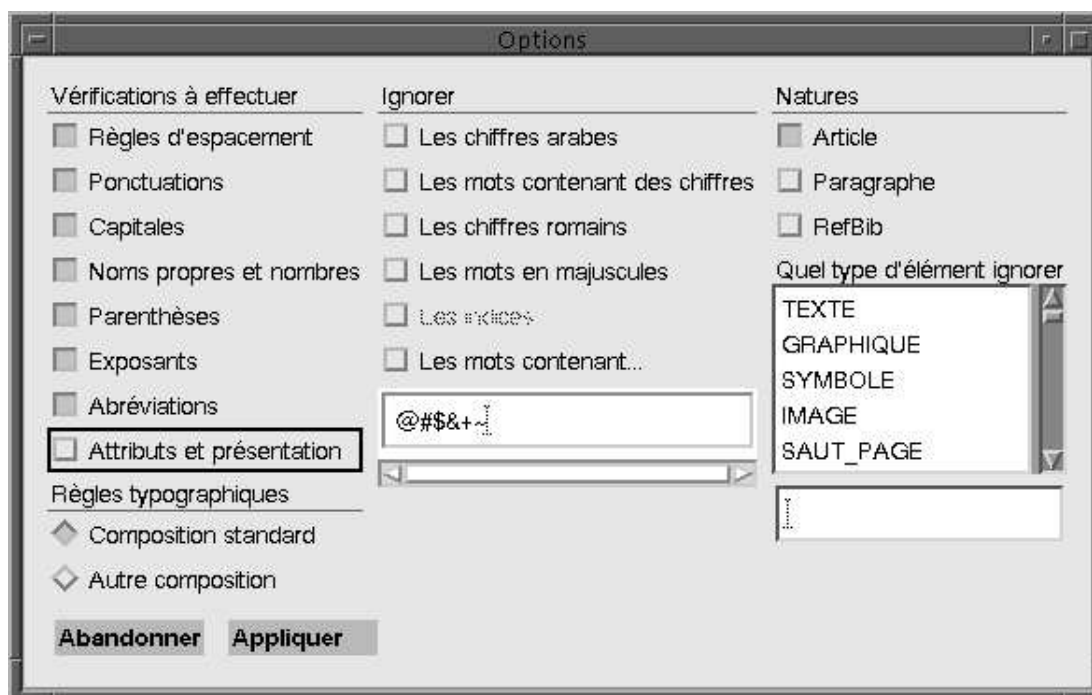 Options
Vérifications à effectuer
Règles d'espacement
Ponctuations
Capitales
Noms propres et nombres
Parenthèses
Exposants
Abréviations
Attributs et présentation
Règles typographiques
Composition standard
Autre composition
Abandonner Appliquer
Ignorer
Les chiffres arabes
Les mots contenant des chiffres
Les chiffres romains
Les mots en majuscules
Les indices
Les mots contenant...
@#$&+~
Natures
Article
Paragraphe
RefBib
Quel type d'élément ignorer
TEXTE
GRAPHIQUE
SYMBOLE
IMAGE
SAUT_PAGE